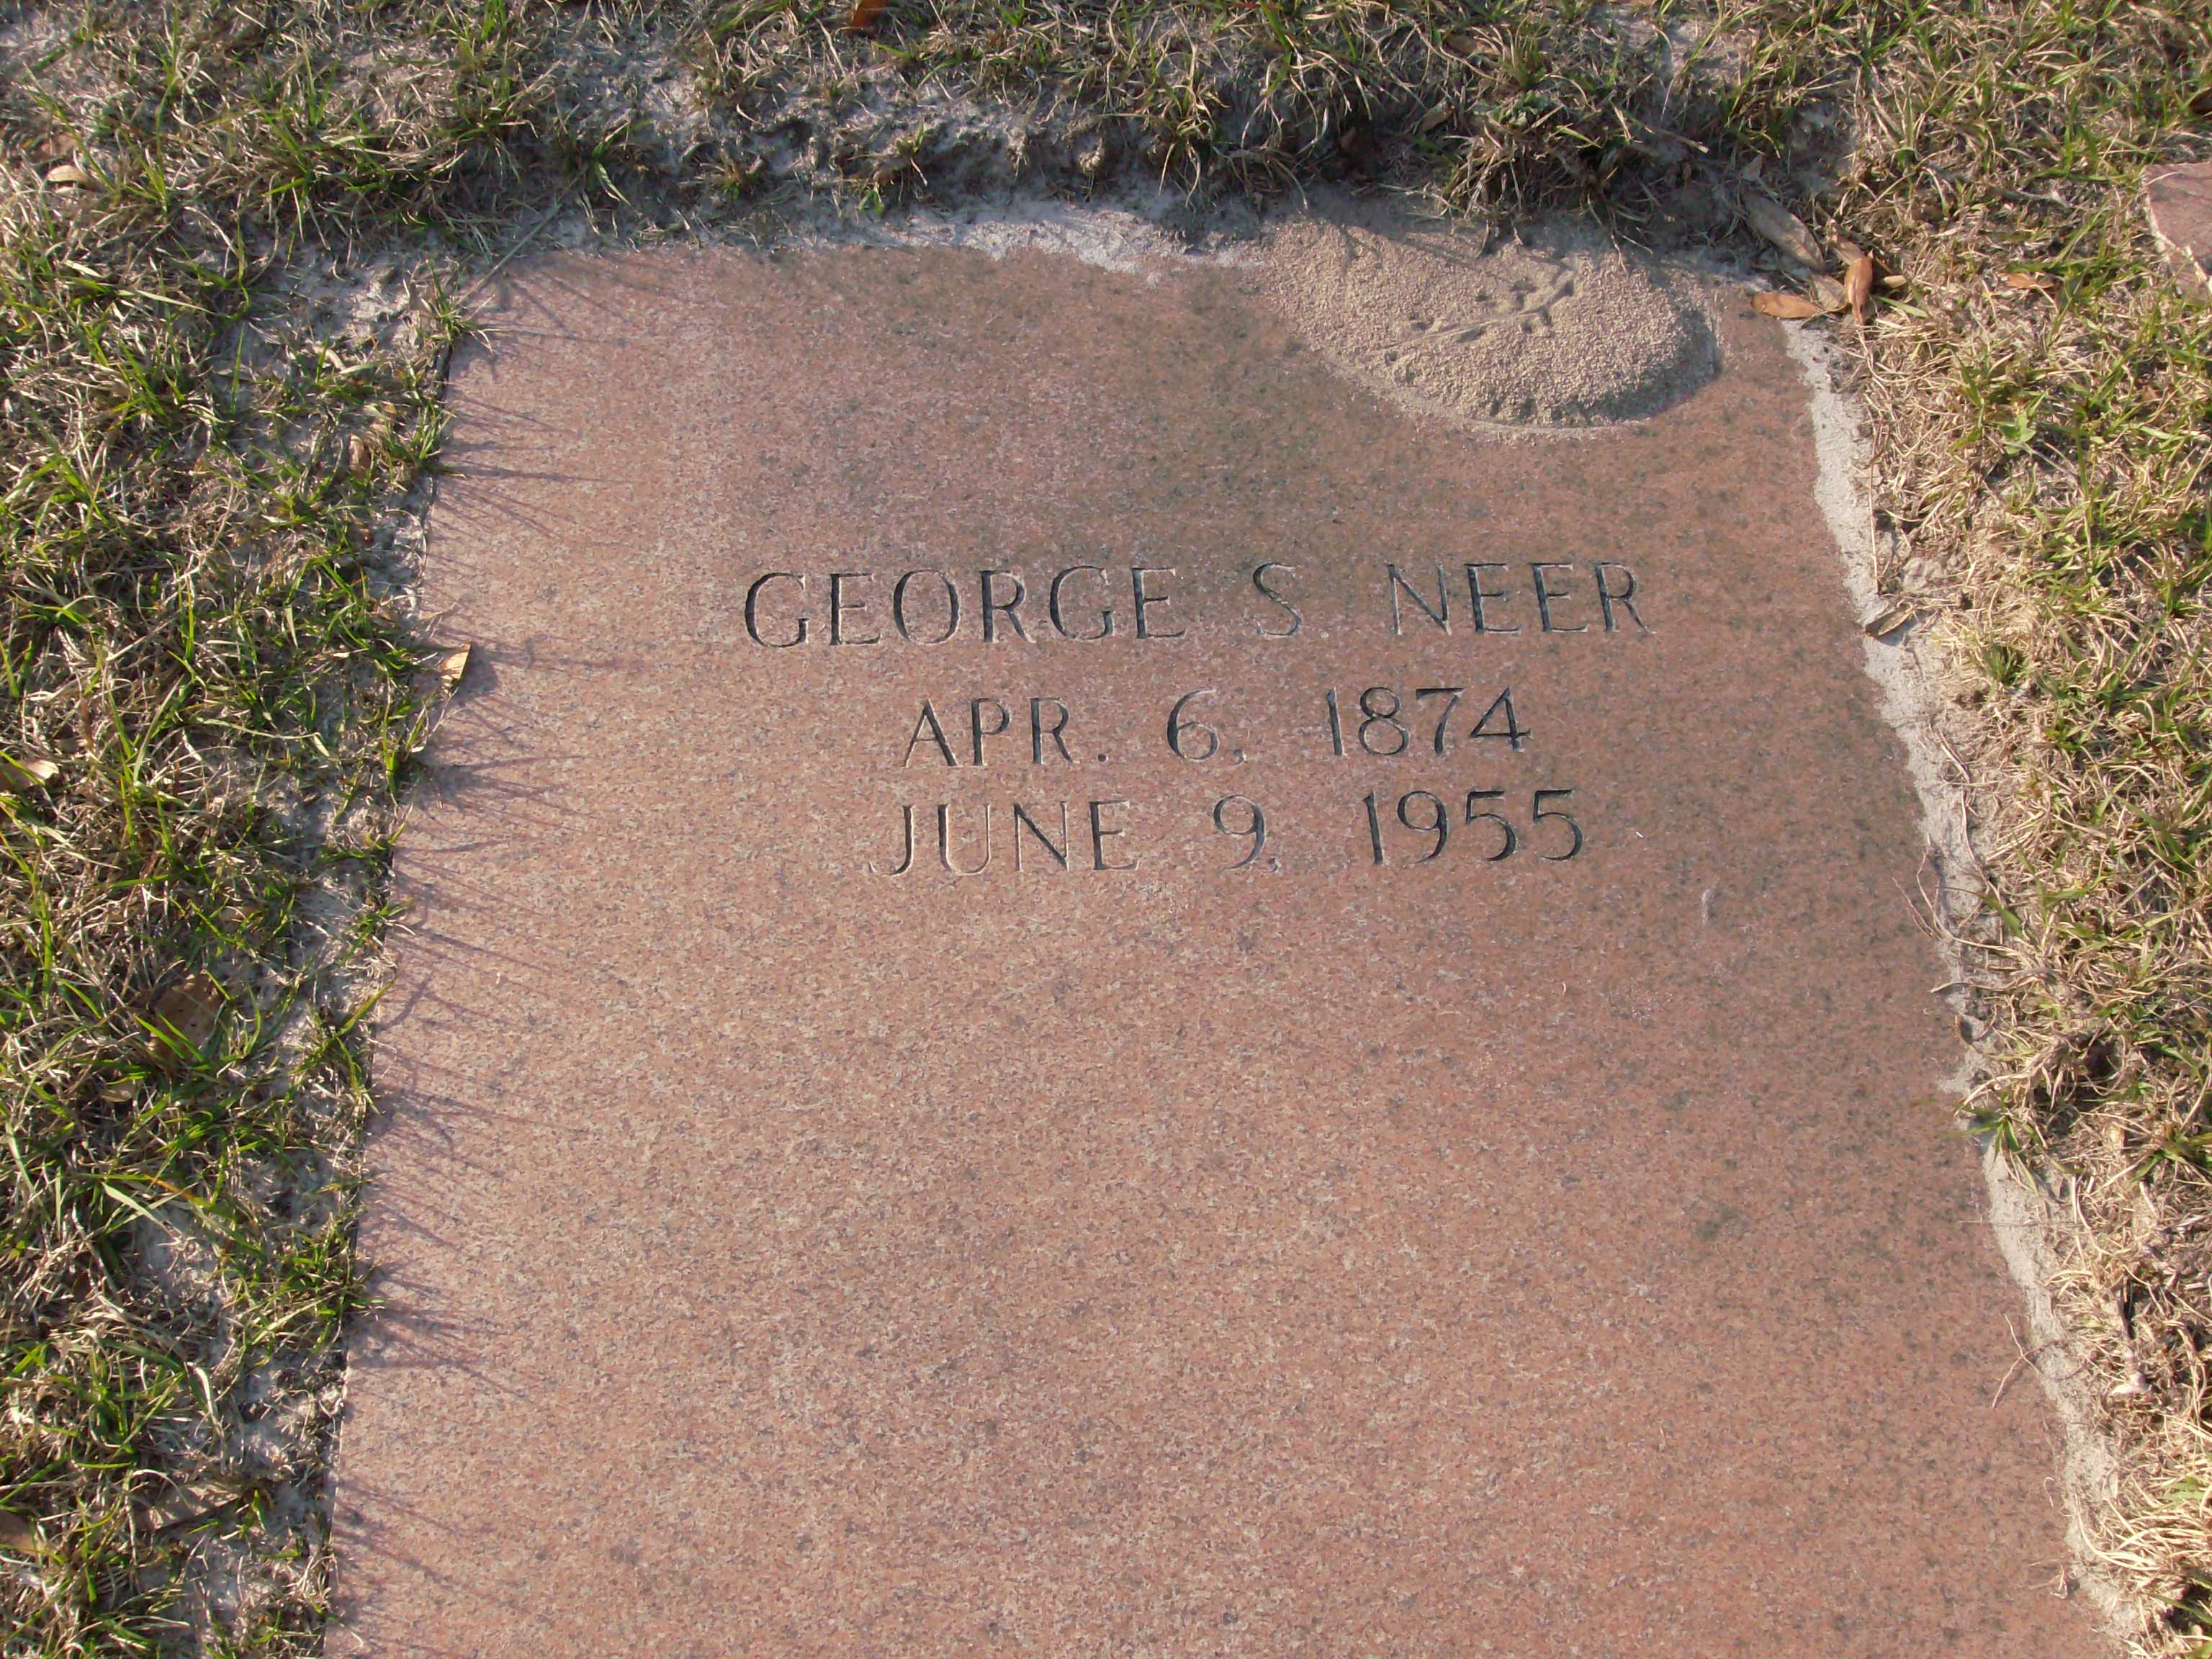 GEORGE S NEER
APR. 6, 1874
JUNE 9, 1955